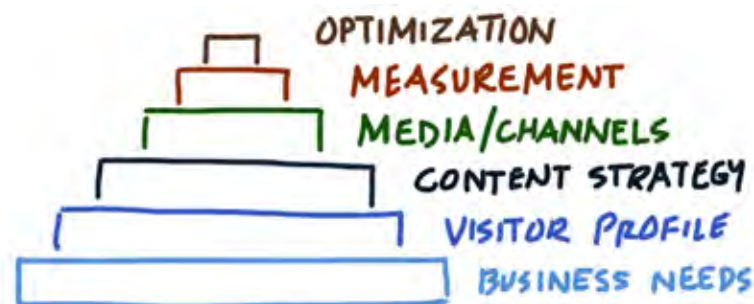 OPTIMIZATION
MEASUREMENT
MEDIA/CHANNELS
CONTENT STRATEGY
VISITOR PROFILE
BUSINESS NEEDS